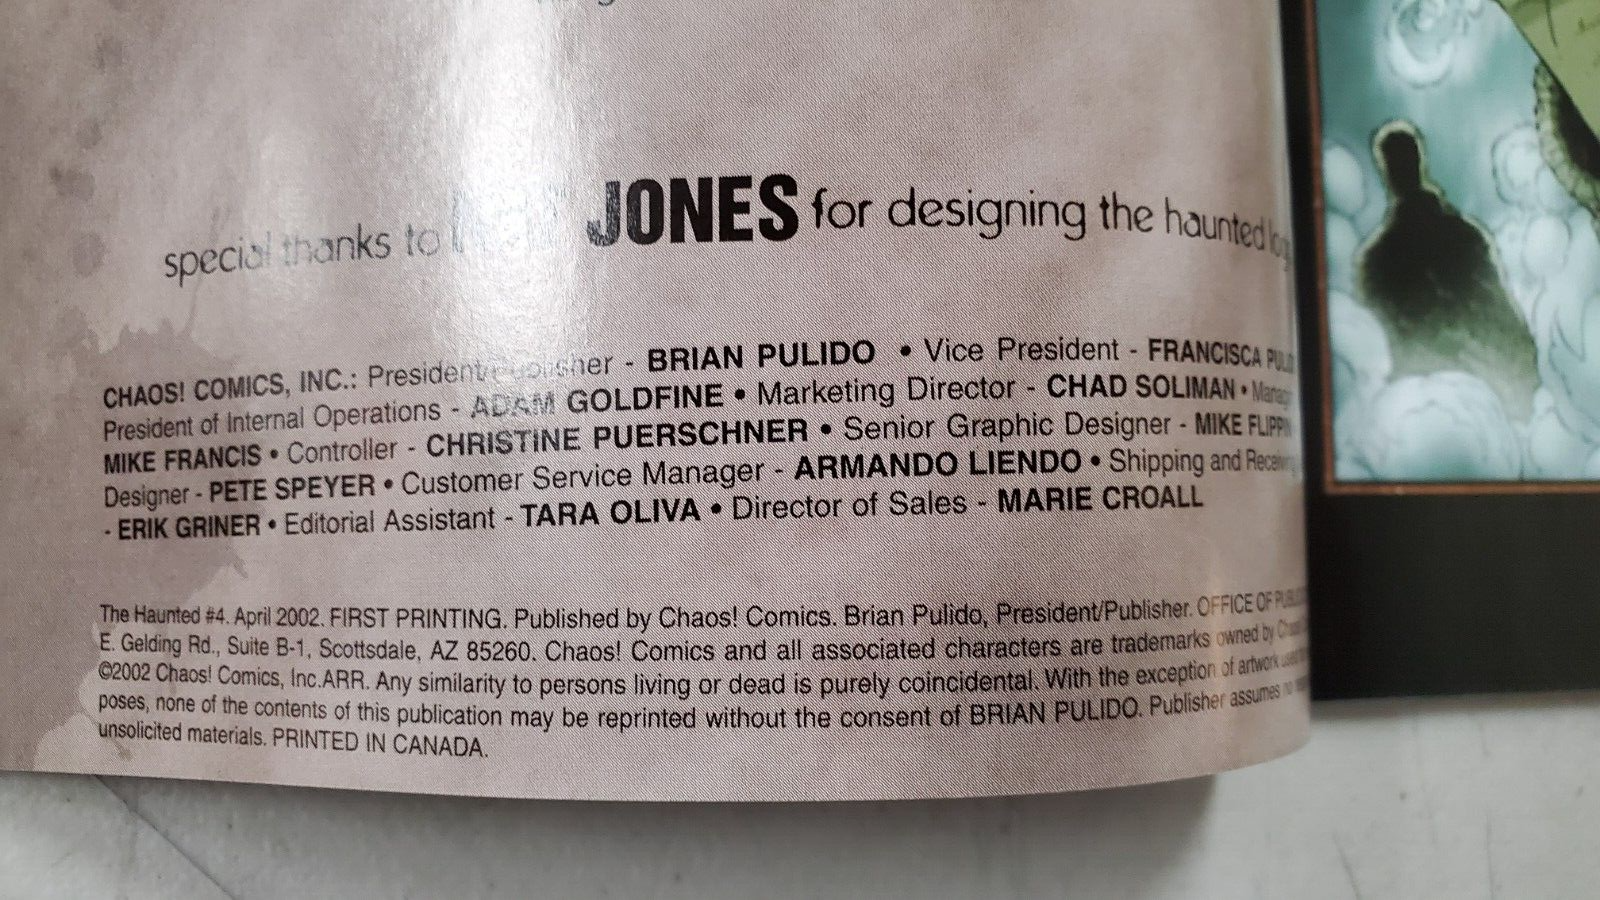 special thanks to JONES for designing the haunted
CHAOS! COMICS, INC.: President/Publisher - BRIAN PULIDO • Vice President - FRANCISCA
President of Internal Operations - ADAM GOLDFINE • Marketing Director - CHAD SOLIMAN •
MIKE FRANCIS • Controller - CHRISTINE PUERSCHNER • Senior Graphic Designer - MIKE
Designer - PETE SPEYER • Customer Service Manager - ARMANDO LIENDO • Shipping and
- ERIK GRINER • Editorial Assistant - TARA OLIVA • Director of Sales - MARIE CROALL
The Haunted #4. April 2002. FIRST PRINTING. Published by Chaos! Comics. Brian Pulido, President/Publisher. OFFICE OF
E. Gelding Rd., Suite B-1, Scottsdale, AZ 85260. Chaos! Comics and all associated characters are trademarks owned by
©2002 Chaos! Comics, Inc.ARR. Any similarity to persons living or dead is purely coincidental. With the exception of artwork
poses, none of the contents of this publication may be reprinted without the consent of BRIAN PULIDO. Publisher assumes
unsolicited materials. PRINTED IN CANADA.